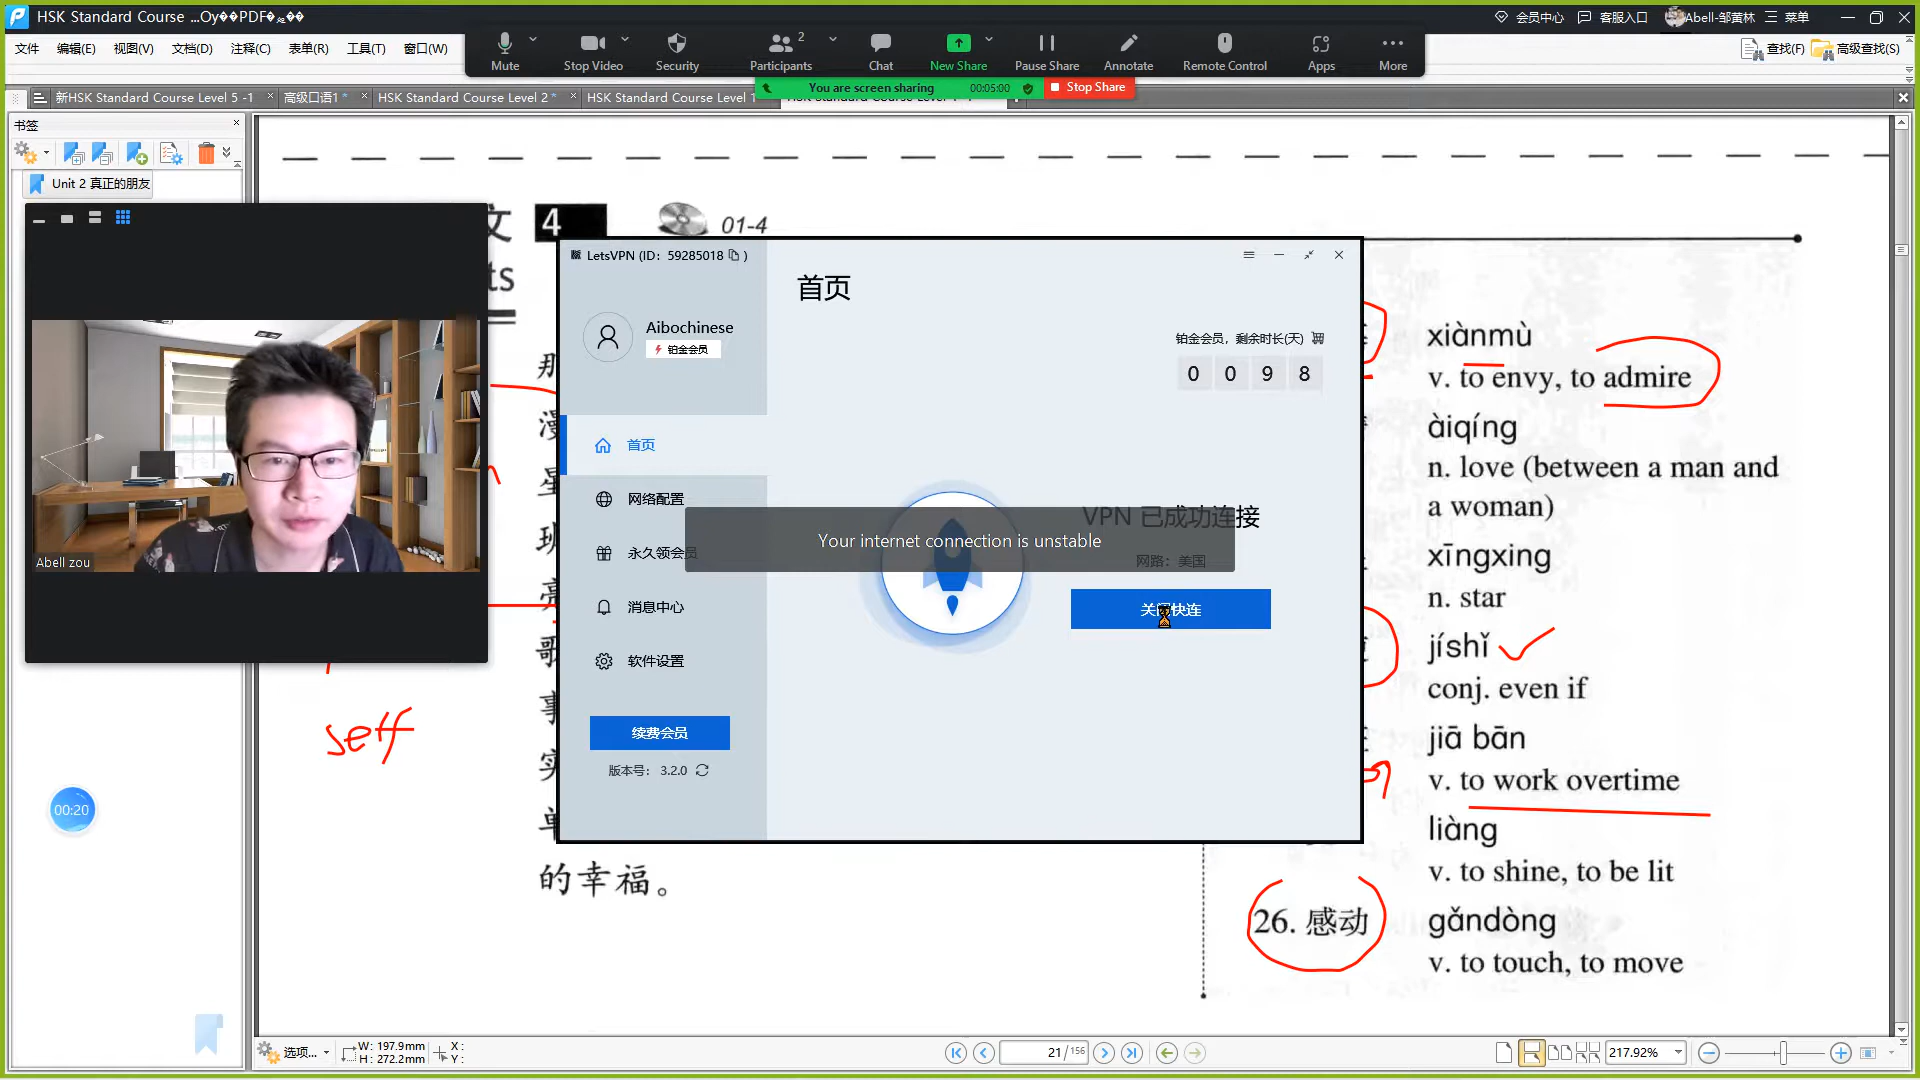 HSK Standard Course ...Oy��PDF�
会员中心
客服入口
Abell-邹茜林
菜单
文件 编辑(E) 视图(V) 文档(D) 注释(C) 表单(R) 工具(T) 窗口(W)
查找(F)
高级查找(S)
Mute
Stop Video
Security
Participants
2
Chat
New Share
Pause Share
Annotate
Remote Control
Apps
More
You are screen sharing
00:05:00
Stop Share
新HSK Standard Course Level 5 -1
高级口语1 *
HSK Standard Course Level 2 *
HSK Standard Course Level 1
书签
Unit 2 真正的朋友
Abell zou
00:20
seff
文 4
01-4
LetsVPN (ID: 59285018 )
Aibochinese
铂金会员
首页
网络配置
永久领会员
消息中心
软件设置
续费会员
版本号: 3.2.0
首页
铂金会员，剩余时长(天)
0 0 9 8
VPN 已成功连接
Your internet connection is unstable
网路：美国
关闭快连
的幸福。
xiànmù
v. to envy, to admire
àiqíng
n. love (between a man and
a woman)
xīngxing
n. star
jíshǐ
conj. even if
jiā bān
v. to work overtime
liàng
v. to shine, to be lit
26. 感动
gǎndòng
v. to touch, to move
选项...
W: 197.9mm
H: 272.2mm
X:
Y:
21 / 156
217.92%